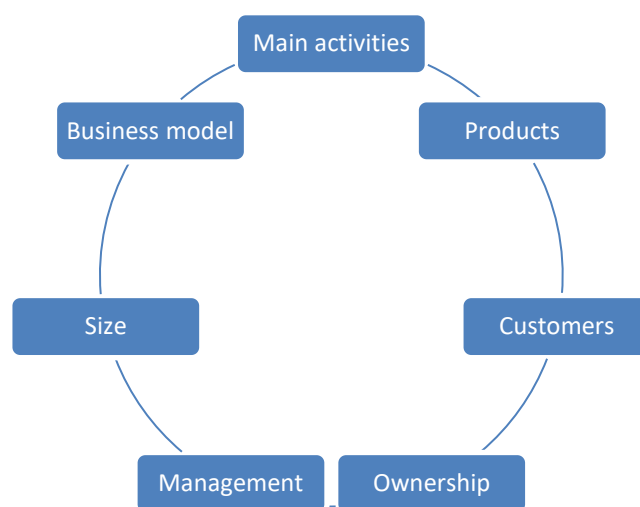 Main activities
Products
Customers
Ownership
Management
Size
Business model